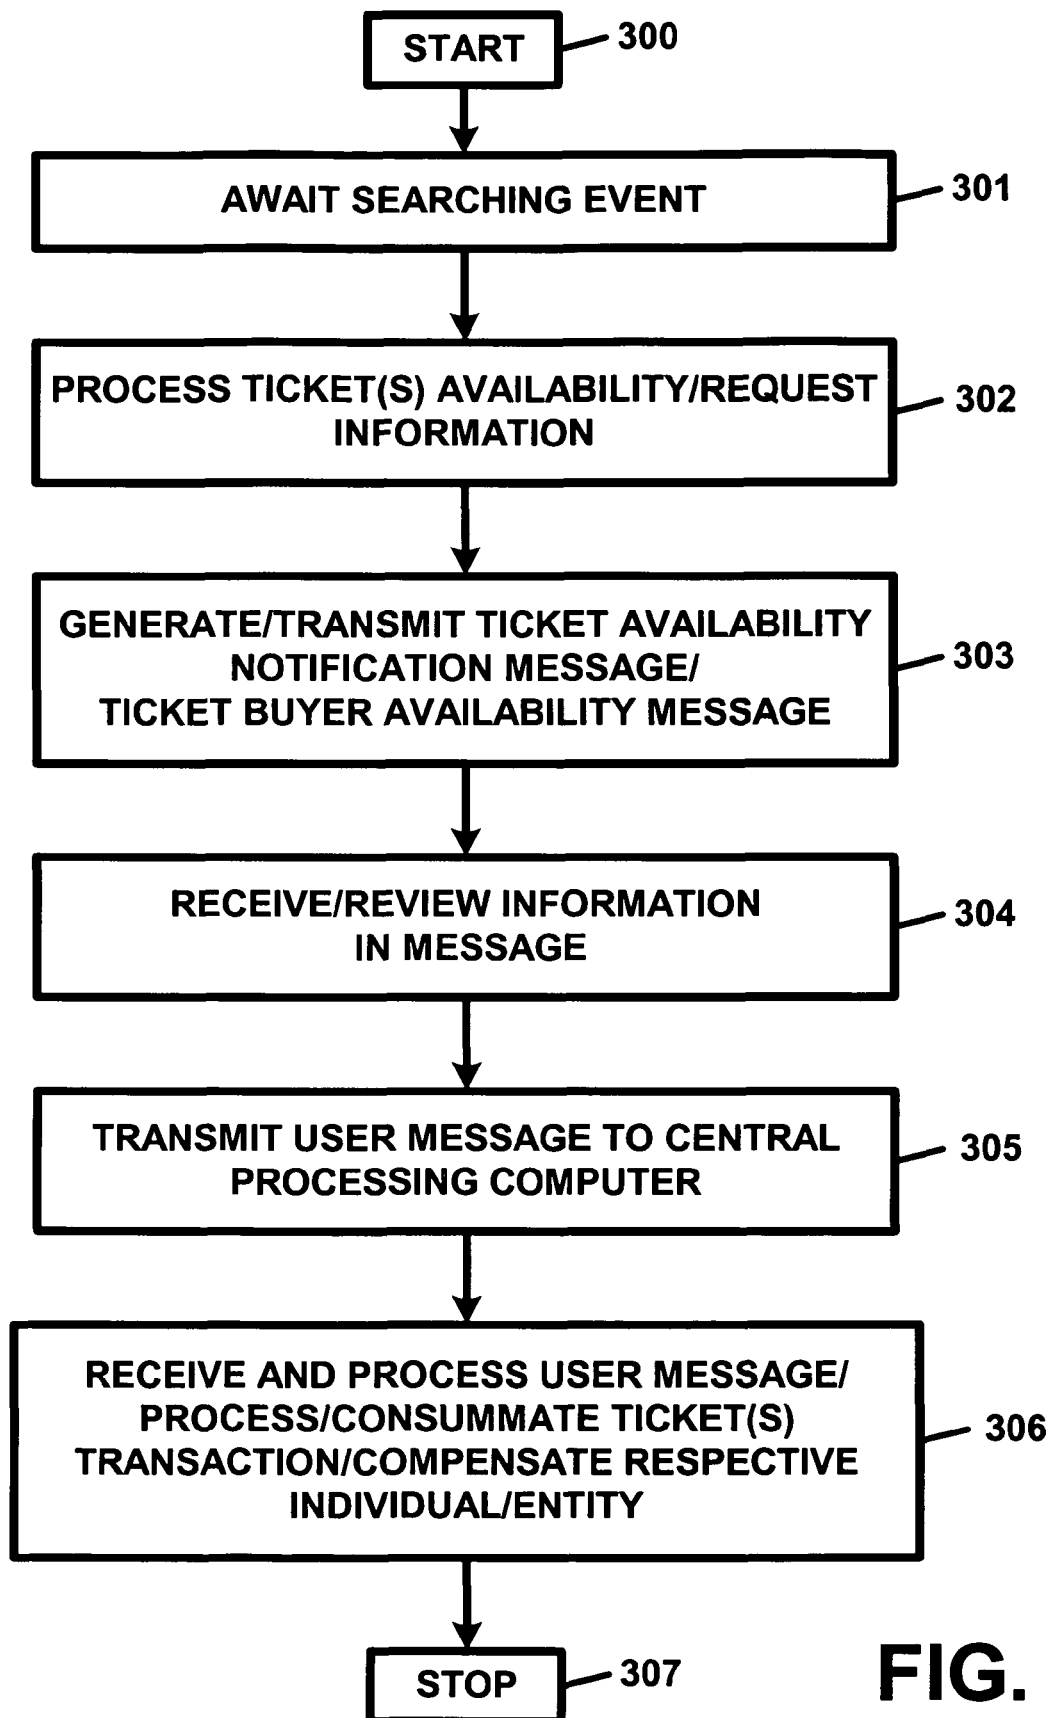 START
300
AWAIT SEARCHING EVENT
301
PROCESS TICKET(S) AVAILABILITY/REQUEST
INFORMATION
302
GENERATE/TRANSMIT TICKET AVAILABILITY
NOTIFICATION MESSAGE/
TICKET BUYER AVAILABILITY MESSAGE
303
RECEIVE/REVIEW INFORMATION
IN MESSAGE
304
TRANSMIT USER MESSAGE TO CENTRAL
PROCESSING COMPUTER
305
RECEIVE AND PROCESS USER MESSAGE/
PROCESS/CONSUMMATE TICKET(S)
TRANSACTION/COMPENSATE RESPECTIVE
INDIVIDUAL/ENTITY
306
STOP
307
FIG.